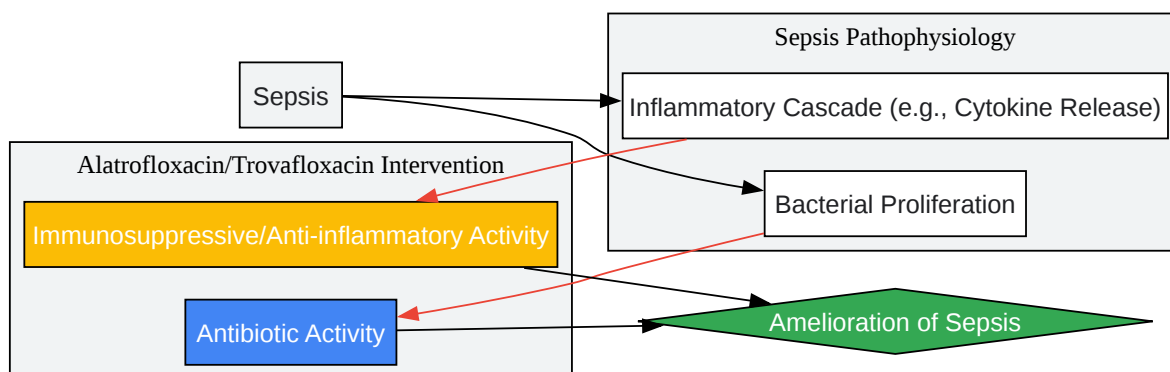 Sepsis Pathophysiology
Sepsis
Inflammatory Cascade (e.g., Cytokine Release)
Alatrofloxacin/Trovafloxacin Intervention
Bacterial Proliferation
Immunosuppressive/Anti-inflammatory Activity
Antibiotic Activity
Amelioration of Sepsis